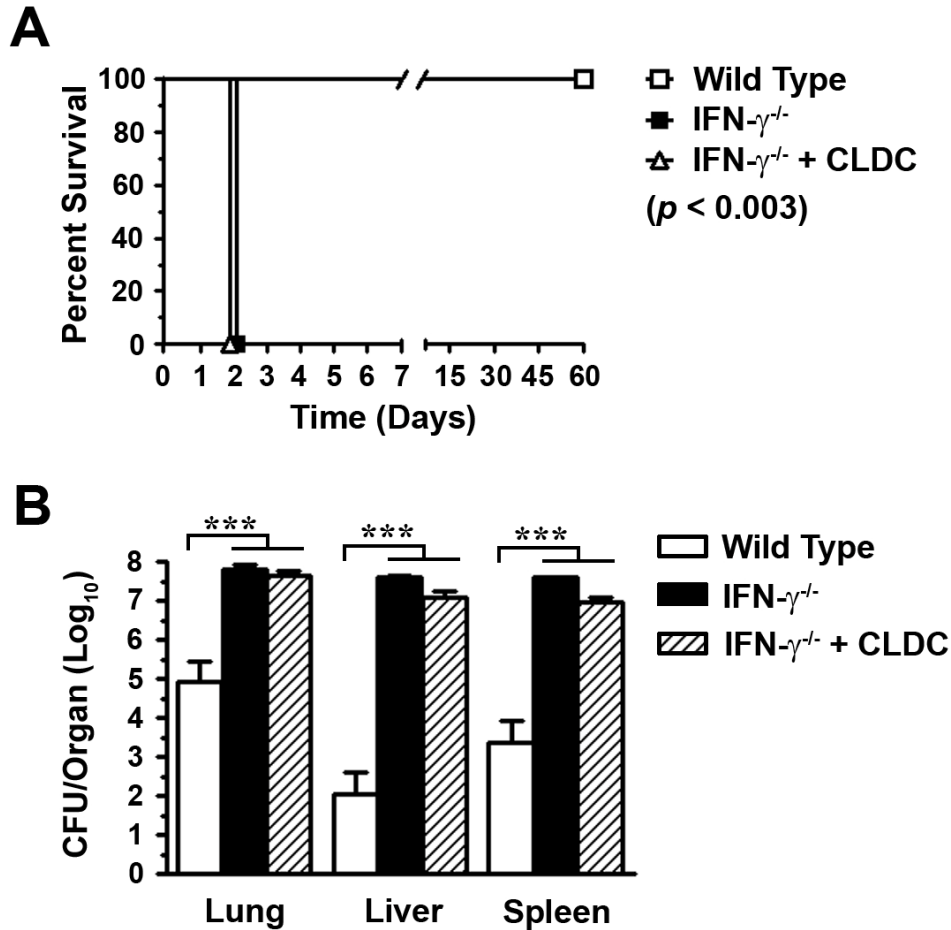 A
Percent Survival
100
80
60
40
20
0
0 1 2 3 4 5 6 7 15 30 45 60
Time (Days)
Wild Type
IFN-γ-/-
IFN-γ-/- + CLDC
(p < 0.003)
B
CFU/Organ (Log10)
8
7
6
5
4
3
2
1
0
*** *** ***
Lung Liver Spleen
Wild Type
IFN-γ-/-
IFN-γ-/- + CLDC